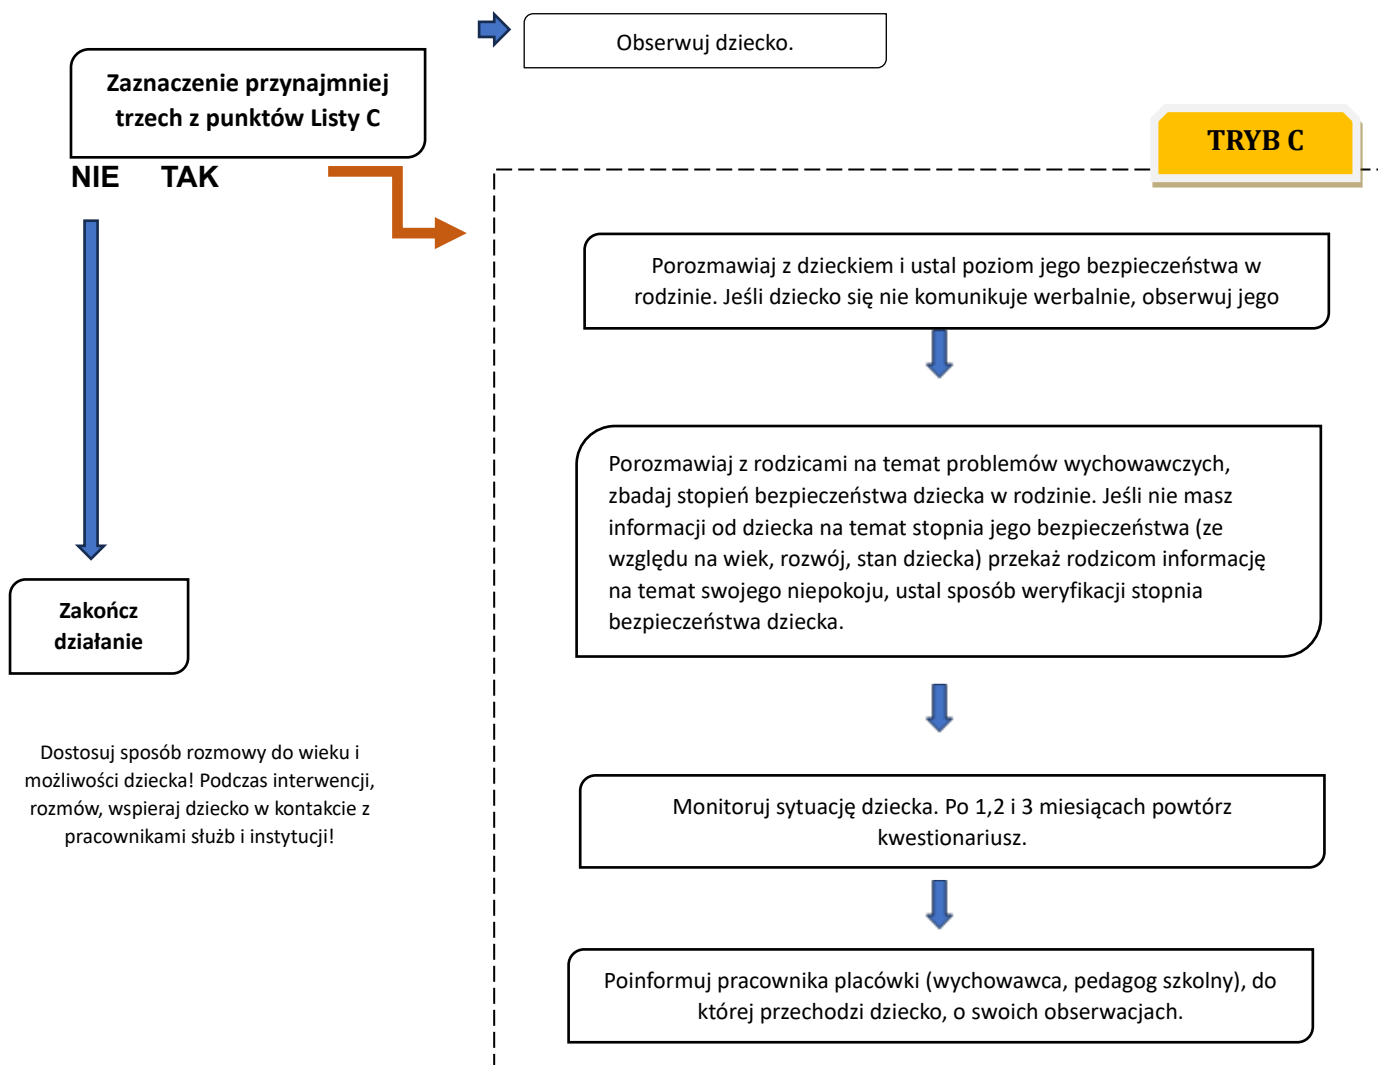 Obserwuj dziecko.
Zaznaczenie przynajmniej
trzech z punktów Listy C
NIE TAK
TRYB C
Porozmawiaj z dzieckiem i ustal poziom jego bezpieczeństwa w
rodzinie. Jeśli dziecko się nie komunikuje werbalnie, obserwuj jego
Porozmawiaj z rodzicami na temat problemów wychowawczych,
zbadaj stopień bezpieczeństwa dziecka w rodzinie. Jeśli nie masz
informacji od dziecka na temat stopnia jego bezpieczeństwa (ze
względu na wiek, rozwój, stan dziecka) przekaż rodzicom informację
na temat swojego niepokoju, ustal sposób weryfikacji stopnia
bezpieczeństwa dziecka.
Zakończ
działanie
Dostosuj sposób rozmowy do wieku i
możliwości dziecka! Podczas interwencji,
rozmów, wspieraj dziecko w kontakcie z
pracownikami służb i instytucji!
Monitoruj sytuację dziecka. Po 1,2 i 3 miesiącach powtórz
kwestionariusz.
Poinformuj pracownika placówki (wychowawca, pedagog szkolny), do
której przechodzi dziecko, o swoich obserwacjach.